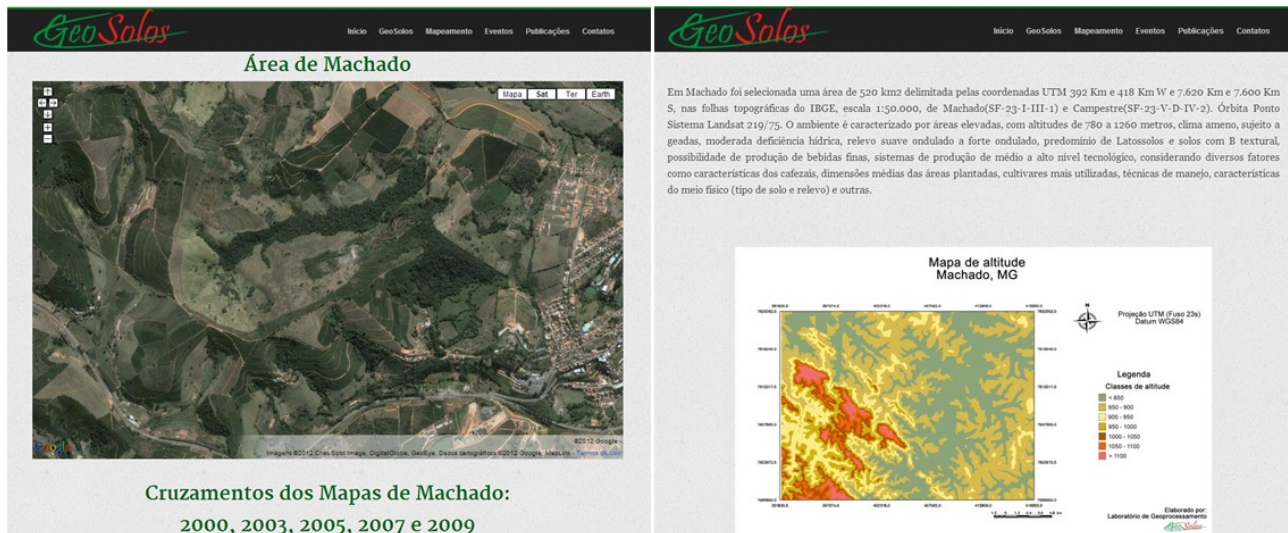 GeoSolos
Início GeoSolos Mapeamento Eventos Publicações Contatos
Área de Machado
Mapa Sat Ter Earth
©2012 Google -
Cruzamentos dos Mapas de Machado:
2000, 2003, 2005, 2007 e 2009
GeoSolos
Início GeoSolos Mapeamento Eventos Publicações Contatos
Em Machado foi selecionada uma área de 520 km2 delimitada pelas coordenadas UTM 392 Km e 418 Km W e 7.620 Km e 7.600 Km
S, nas folhas topográficas do IBGE, escala 1:50.000, de Machado(SF-23-I-III-1) e Campestre(SF-23-V-D-IV-2). Órbita Ponto
Sistema Landsat 219/75. O ambiente é caracterizado por áreas elevadas, com altitudes de 780 a 1260 metros, clima ameno, sujeito a
geadas, moderada deficiência hídrica, relevo suave ondulado a forte ondulado, predomínio de Latossolos e solos com B textural,
possibilidade de produção de bebidas finas, sistemas de produção de médio a alto nível tecnológico, considerando diversos fatores
como características dos cafezais, dimensões médias das áreas plantadas, cultivares mais utilizadas, técnicas de manejo, características
do meio físico (tipo de solo e relevo) e outras.
Mapa de altitude
Machado, MG
N
Projeção UTM (Fuso 23s)
Datum WGS84
Legenda
Classes de altitude
< 850
850 - 900
900 - 950
950 - 1000
1000 - 1050
1050 - 1100
> 1100
Elaborado por:
Laboratório de Geoprocessamento
GeoSolos